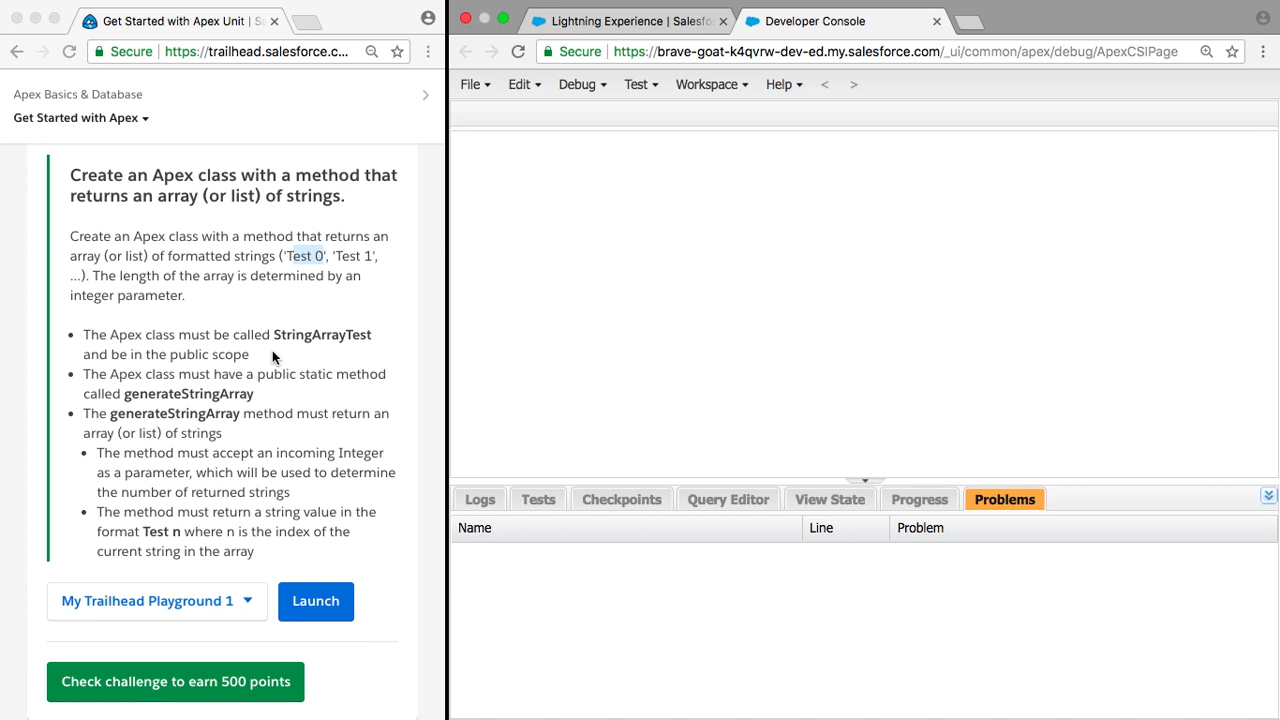 Get Started with Apex Unit | S
Secure https://trailhead.salesforce.c...
Apex Basics & Database
Get Started with Apex
Create an Apex class with a method that
returns an array (or list) of strings.
Create an Apex class with a method that returns an
array (or list) of formatted strings ('Test 0', 'Test 1',
...). The length of the array is determined by an
integer parameter.
• The Apex class must be called StringArrayTest
and be in the public scope
• The Apex class must have a public static method
called generateStringArray
• The generateStringArray method must return an
array (or list) of strings
• The method must accept an incoming Integer
as a parameter, which will be used to determine
the number of returned strings
• The method must return a string value in the
format Test n where n is the index of the
current string in the array
My Trailhead Playground 1
Launch
Check challenge to earn 500 points
Lightning Experience | Salesfo
Developer Console
Secure https://brave-goat-k4qvrw-dev-ed.my.salesforce.com/_ui/common/apex/debug/ApexCSIPage
File Edit Debug Test Workspace Help < >
Logs Tests Checkpoints Query Editor View State Progress Problems
Name Line Problem